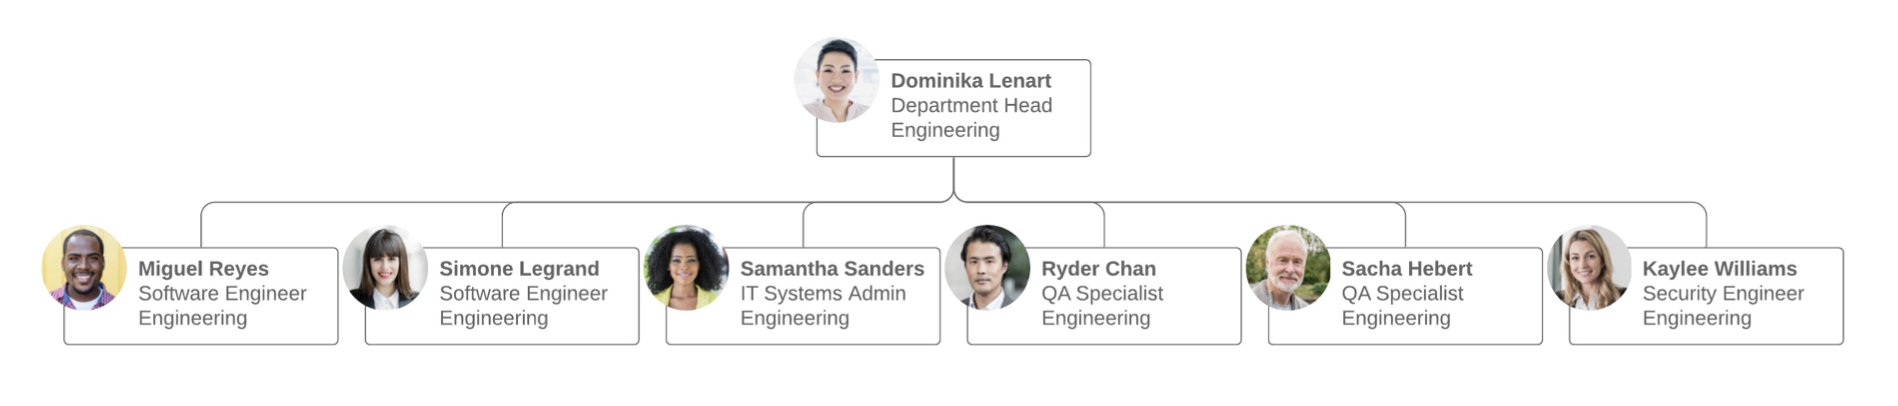 Dominika Lenart
Department Head
Engineering
Miguel Reyes
Software Engineer
Engineering
Simone Legrand
Software Engineer
Engineering
Samantha Sanders
IT Systems Admin
Engineering
Ryder Chan
QA Specialist
Engineering
Sacha Hebert
QA Specialist
Engineering
Kaylee Williams
Security Engineer
Engineering